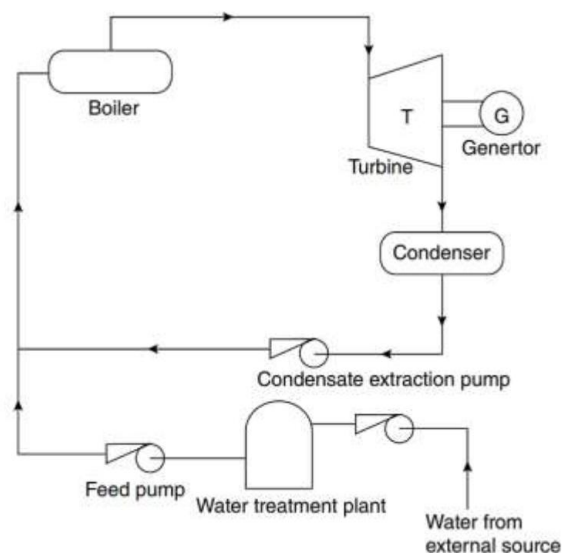 Boiler
T
G
Genertor
Turbine
Condenser
Condensate extraction pump
Feed pump
Water treatment plant
Water from
external source